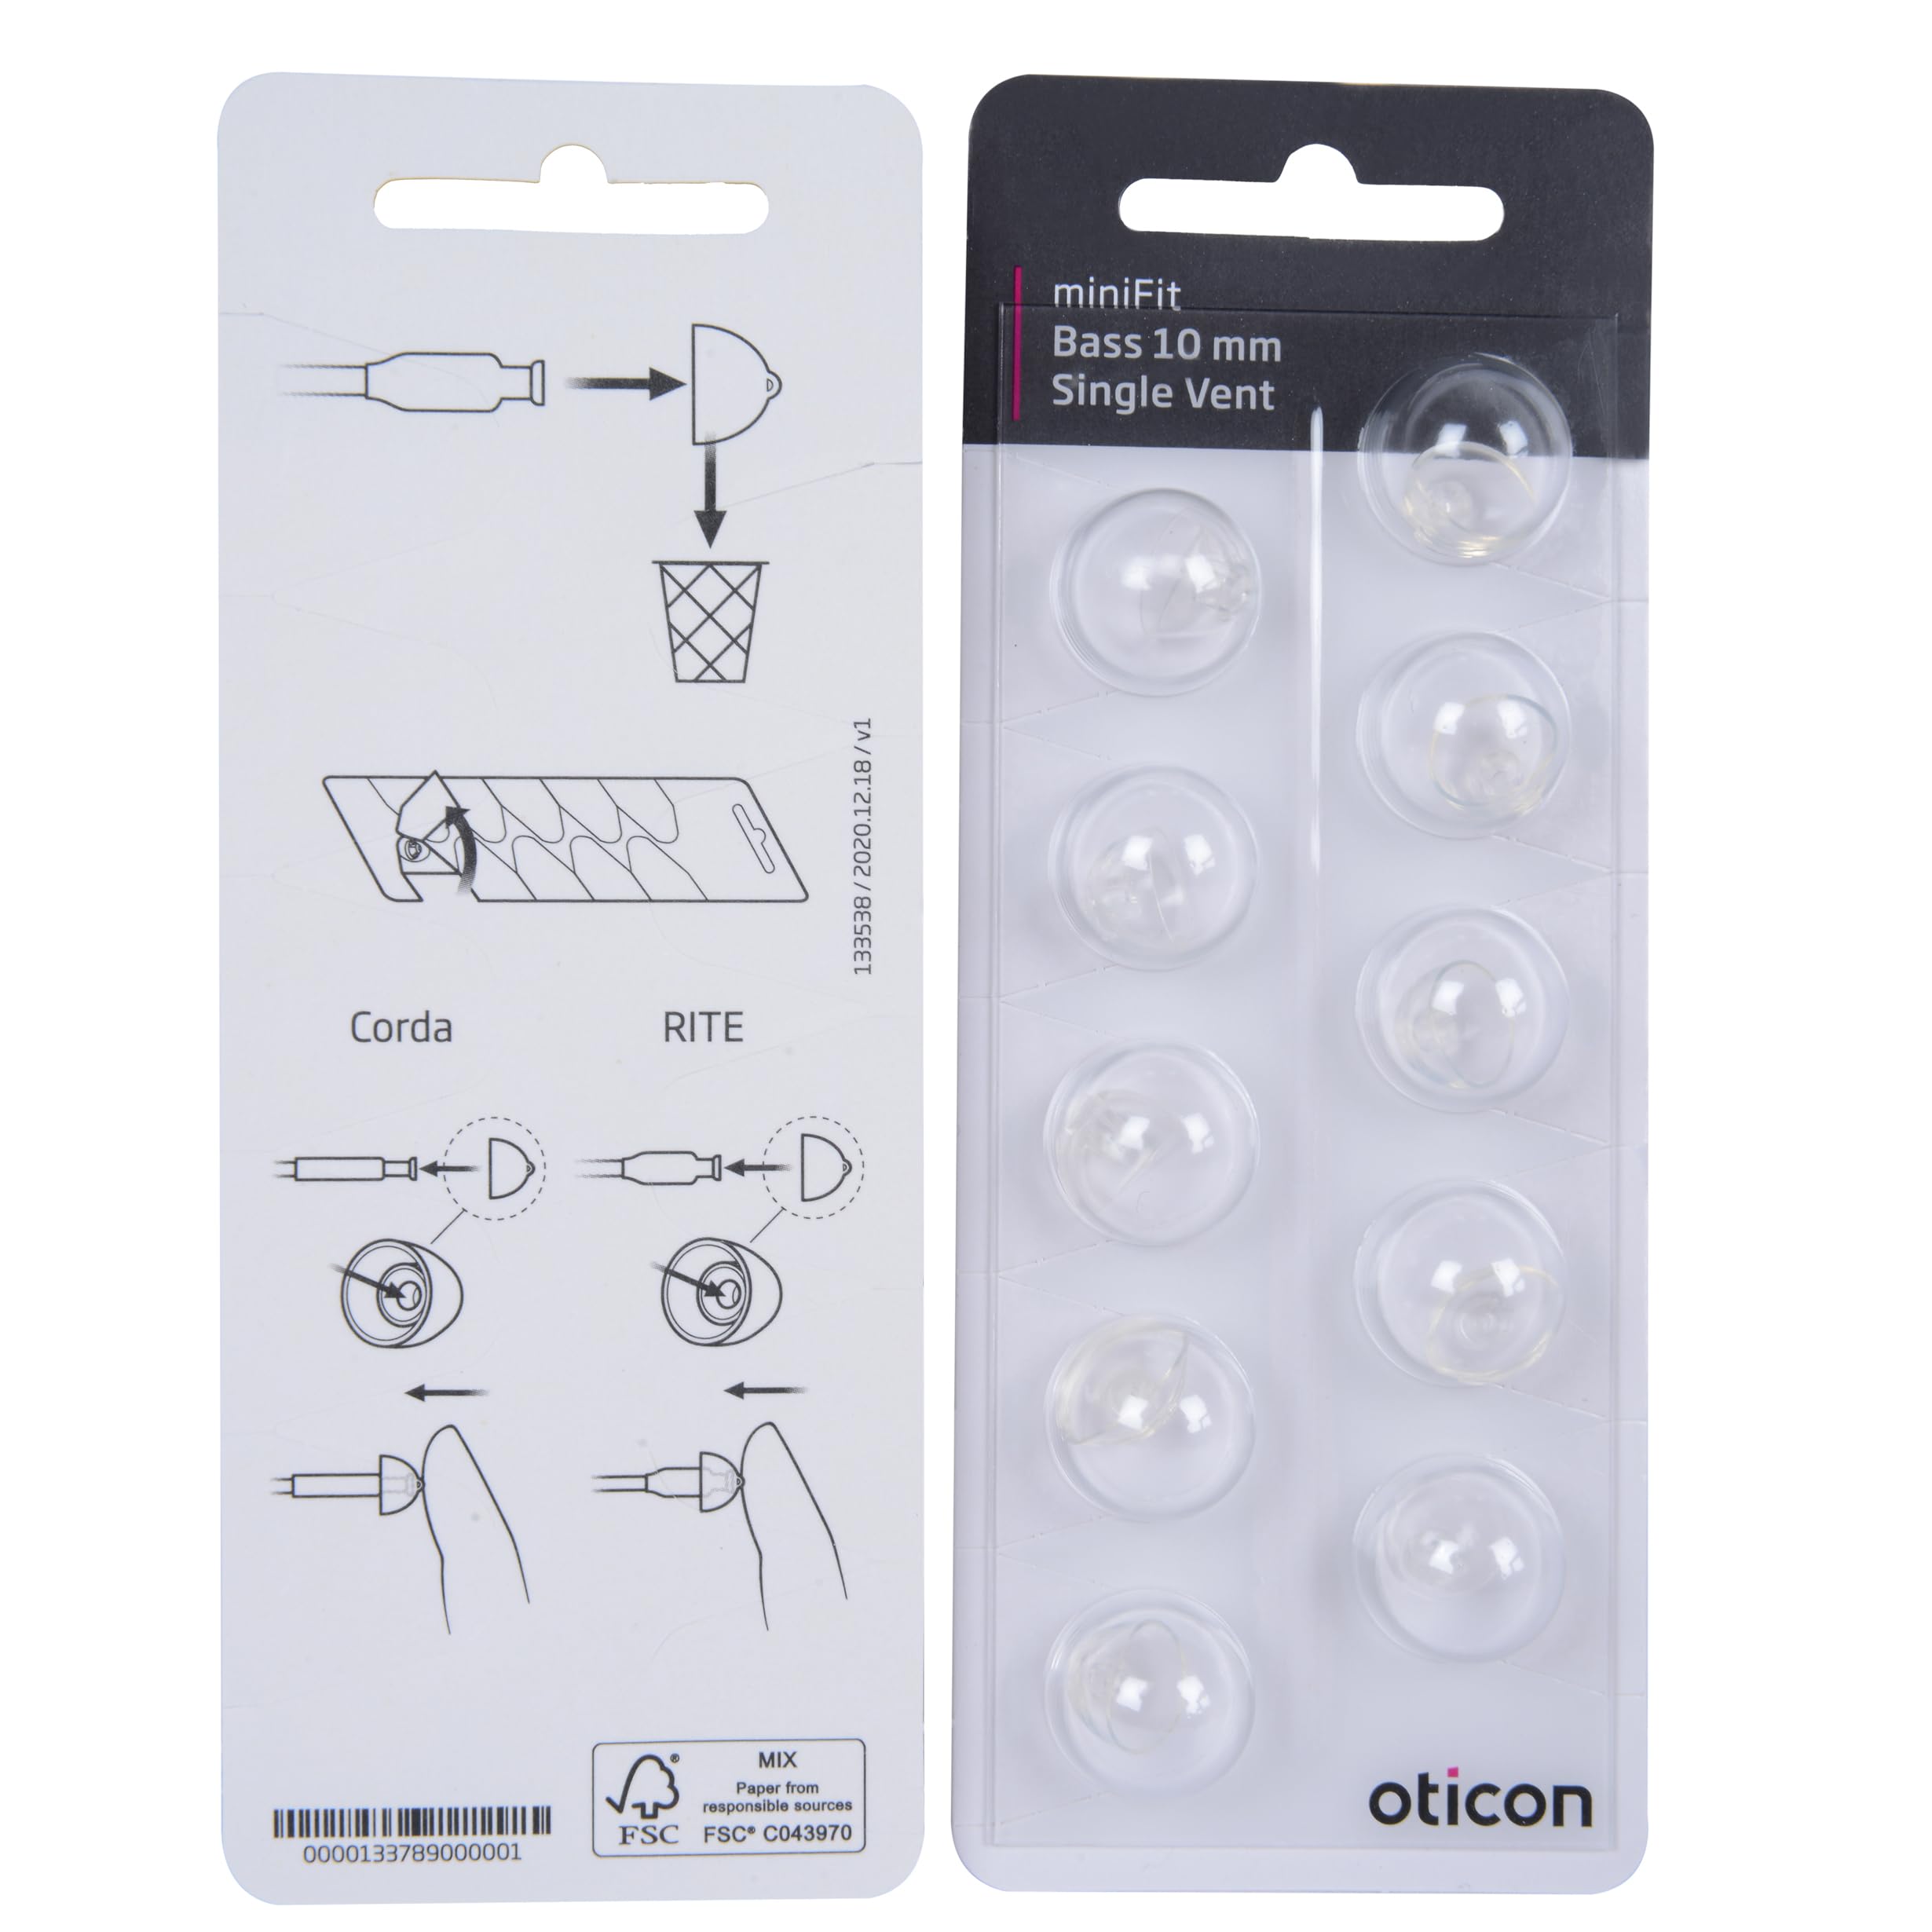 133538 / 2020.12.18 / v1
Corda
RITE
0000133789000001
®
MIX
Paper from
responsible sources
FSC
FSC® C043970
miniFit
Bass 10 mm
Single Vent
oticon